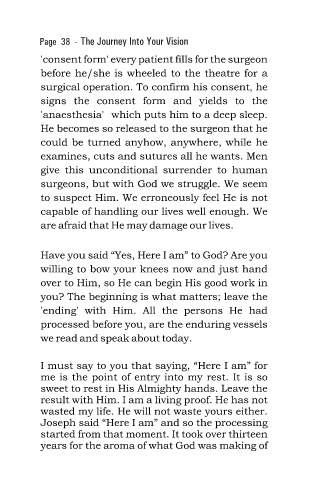 Page 38 - The Journey Into Your Vision
'consent form' every patient fills for the surgeon
before he/she is wheeled to the theatre for a
surgical operation. To confirm his consent, he
signs the consent form and yields to the
'anaesthesia' which puts him to a deep sleep.
He becomes so released to the surgeon that he
could be turned anyhow, anywhere, while he
examines, cuts and sutures all he wants. Men
give this unconditional surrender to human
surgeons, but with God we struggle. We seem
to suspect Him. We erroneously feel He is not
capable of handling our lives well enough. We
are afraid that He may damage our lives.
Have you said “Yes, Here I am” to God? Are you
willing to bow your knees now and just hand
over to Him, so He can begin His good work in
you? The beginning is what matters; leave the
'ending' with Him. All the persons He had
processed before you, are the enduring vessels
we read and speak about today.
I must say to you that saying, “Here I am” for
me is the point of entry into my rest. It is so
sweet to rest in His Almighty hands. Leave the
result with Him. I am a living proof. He has not
wasted my life. He will not waste yours either.
Joseph said “Here I am” and so the processing
started from that moment. It took over thirteen
years for the aroma of what God was making of